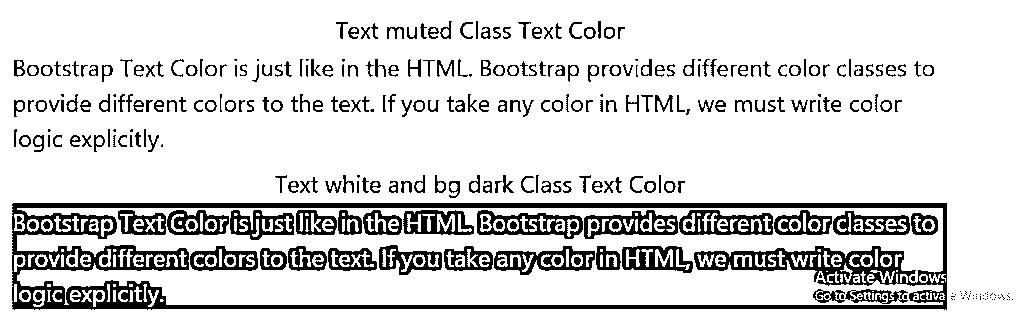 Text muted Class Text Color
Bootstrap Text Color is just like in the HTML. Bootstrap provides different color classes to
provide different colors to the text. If you take any color in HTML, we must write color
logic explicitly.
Text white and bg dark Class Text Color
Bootstrap Text Color is just like in the HTML. Bootstrap provides different color classes to
provide different colors to the text. If you take any color in HTML, we must write color
logic explicitly.
Activate Windows
Go to Settings to activate Windows.